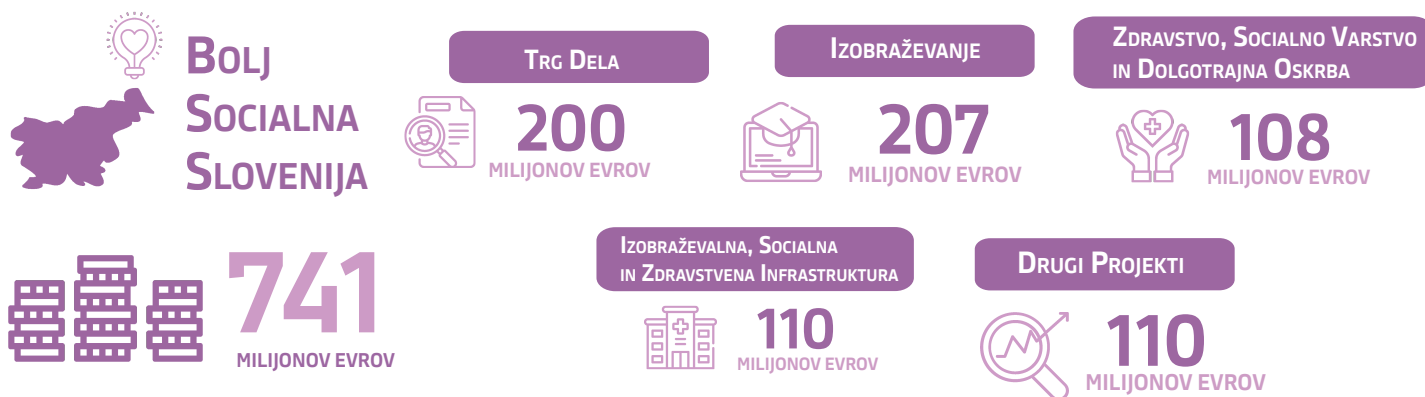 Bolj
Socialna
Slovenija
741
MILIJONOV EVROV
Trg Dela
200
MILIJONOV EVROV
Izobraževanje
207
MILIJONOV EVROV
Zdravstvo, Socialno Varstvo
in Dolgotrajna Oskrba
108
MILIJONOV EVROV
Izobraževalna, Socialna
in Zdravstvena Infrastruktura
110
MILIJONOV EVROV
Drugi Projekti
110
MILIJONOV EVROV